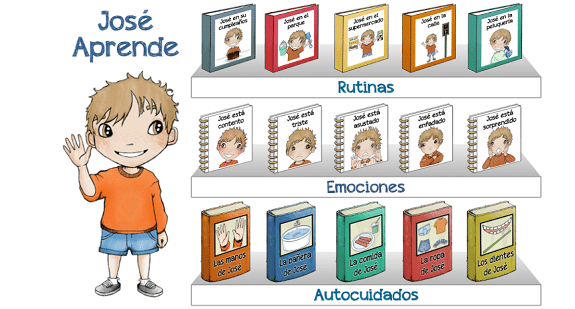 José
Aprende
José en su
cumpleaños
José en el
parque
José en el
supermercado
José en la
calle
José en la
peluquería
Rutinas
José está
contento
José está
triste
José está
asustado
José está
enfadado
José está
sorprendido
Emociones
Las manos
de José
La bañera
de José
La comida
de José
La ropa
de José
Los dientes
de José
Autocuidados